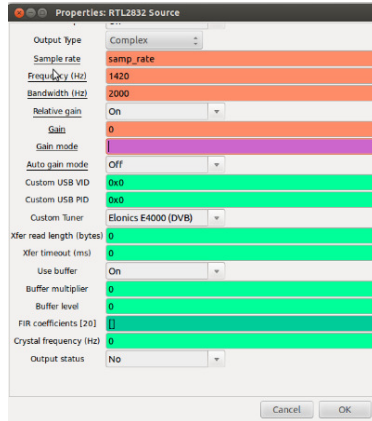 Properties: RTL2832 Source
Output Type Complex
Sample rate samp_rate
Frequency (Hz) 1420
Bandwidth (Hz) 2000
Relative gain On
Gain 0
Gain mode
Auto gain mode Off
Custom USB VID 0x0
Custom USB PID 0x0
Custom Tuner Elonics E4000 (DVB)
Xfer read length (bytes) 0
Xfer timeout (ms) 0
Use buffer On
Buffer multiplier 0
Buffer level 0
FIR coefficients [20] []
Crystal frequency (Hz) 0
Output status No
Cancel OK